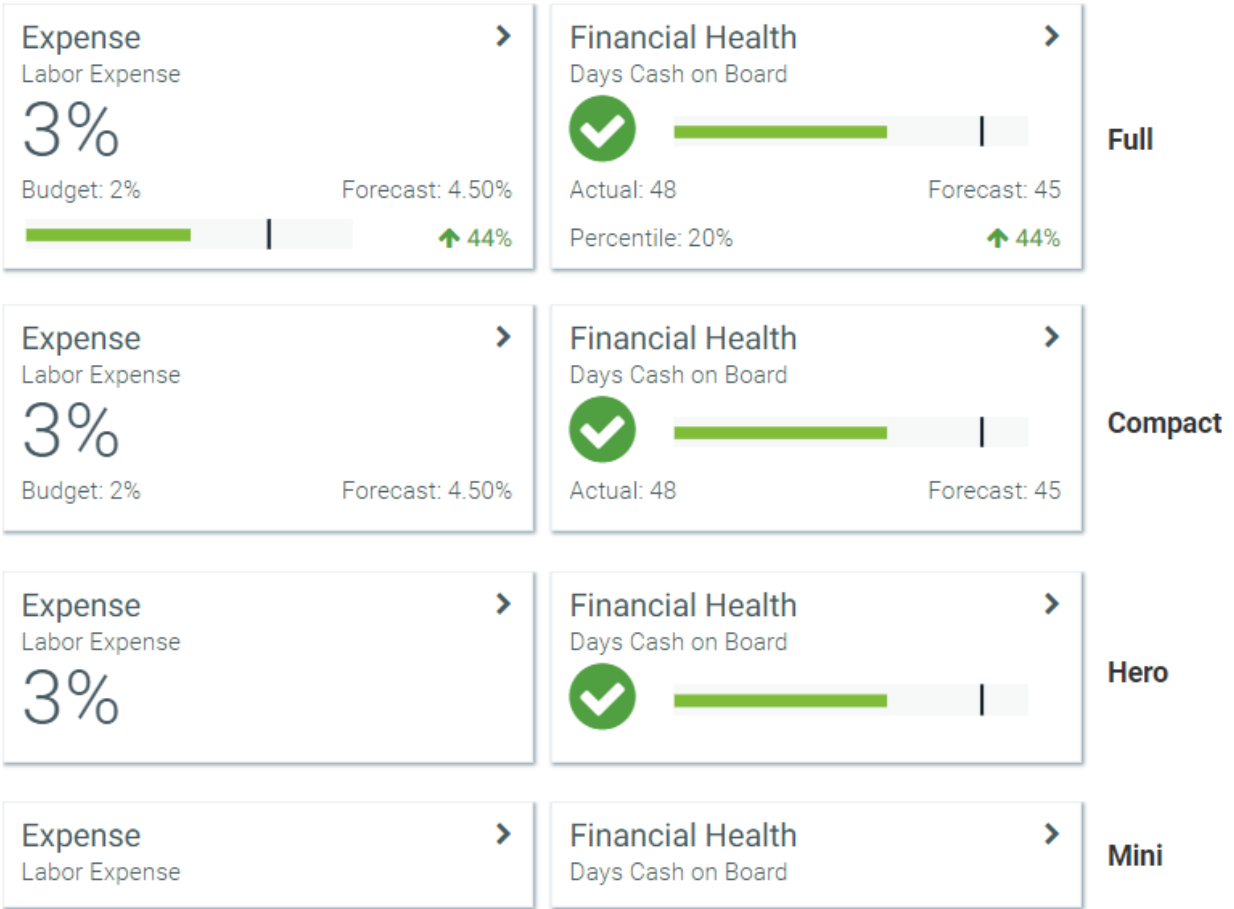 Expense
Labor Expense
3%
Budget: 2% Forecast: 4.50%
44%
Financial Health
Days Cash on Board
Actual: 48 Forecast: 45
Percentile: 20% 44%
Full
Expense
Labor Expense
3%
Budget: 2% Forecast: 4.50%
Financial Health
Days Cash on Board
Actual: 48 Forecast: 45
Compact
Expense
Labor Expense
3%
Financial Health
Days Cash on Board
Hero
Expense
Labor Expense
Financial Health
Days Cash on Board
Mini